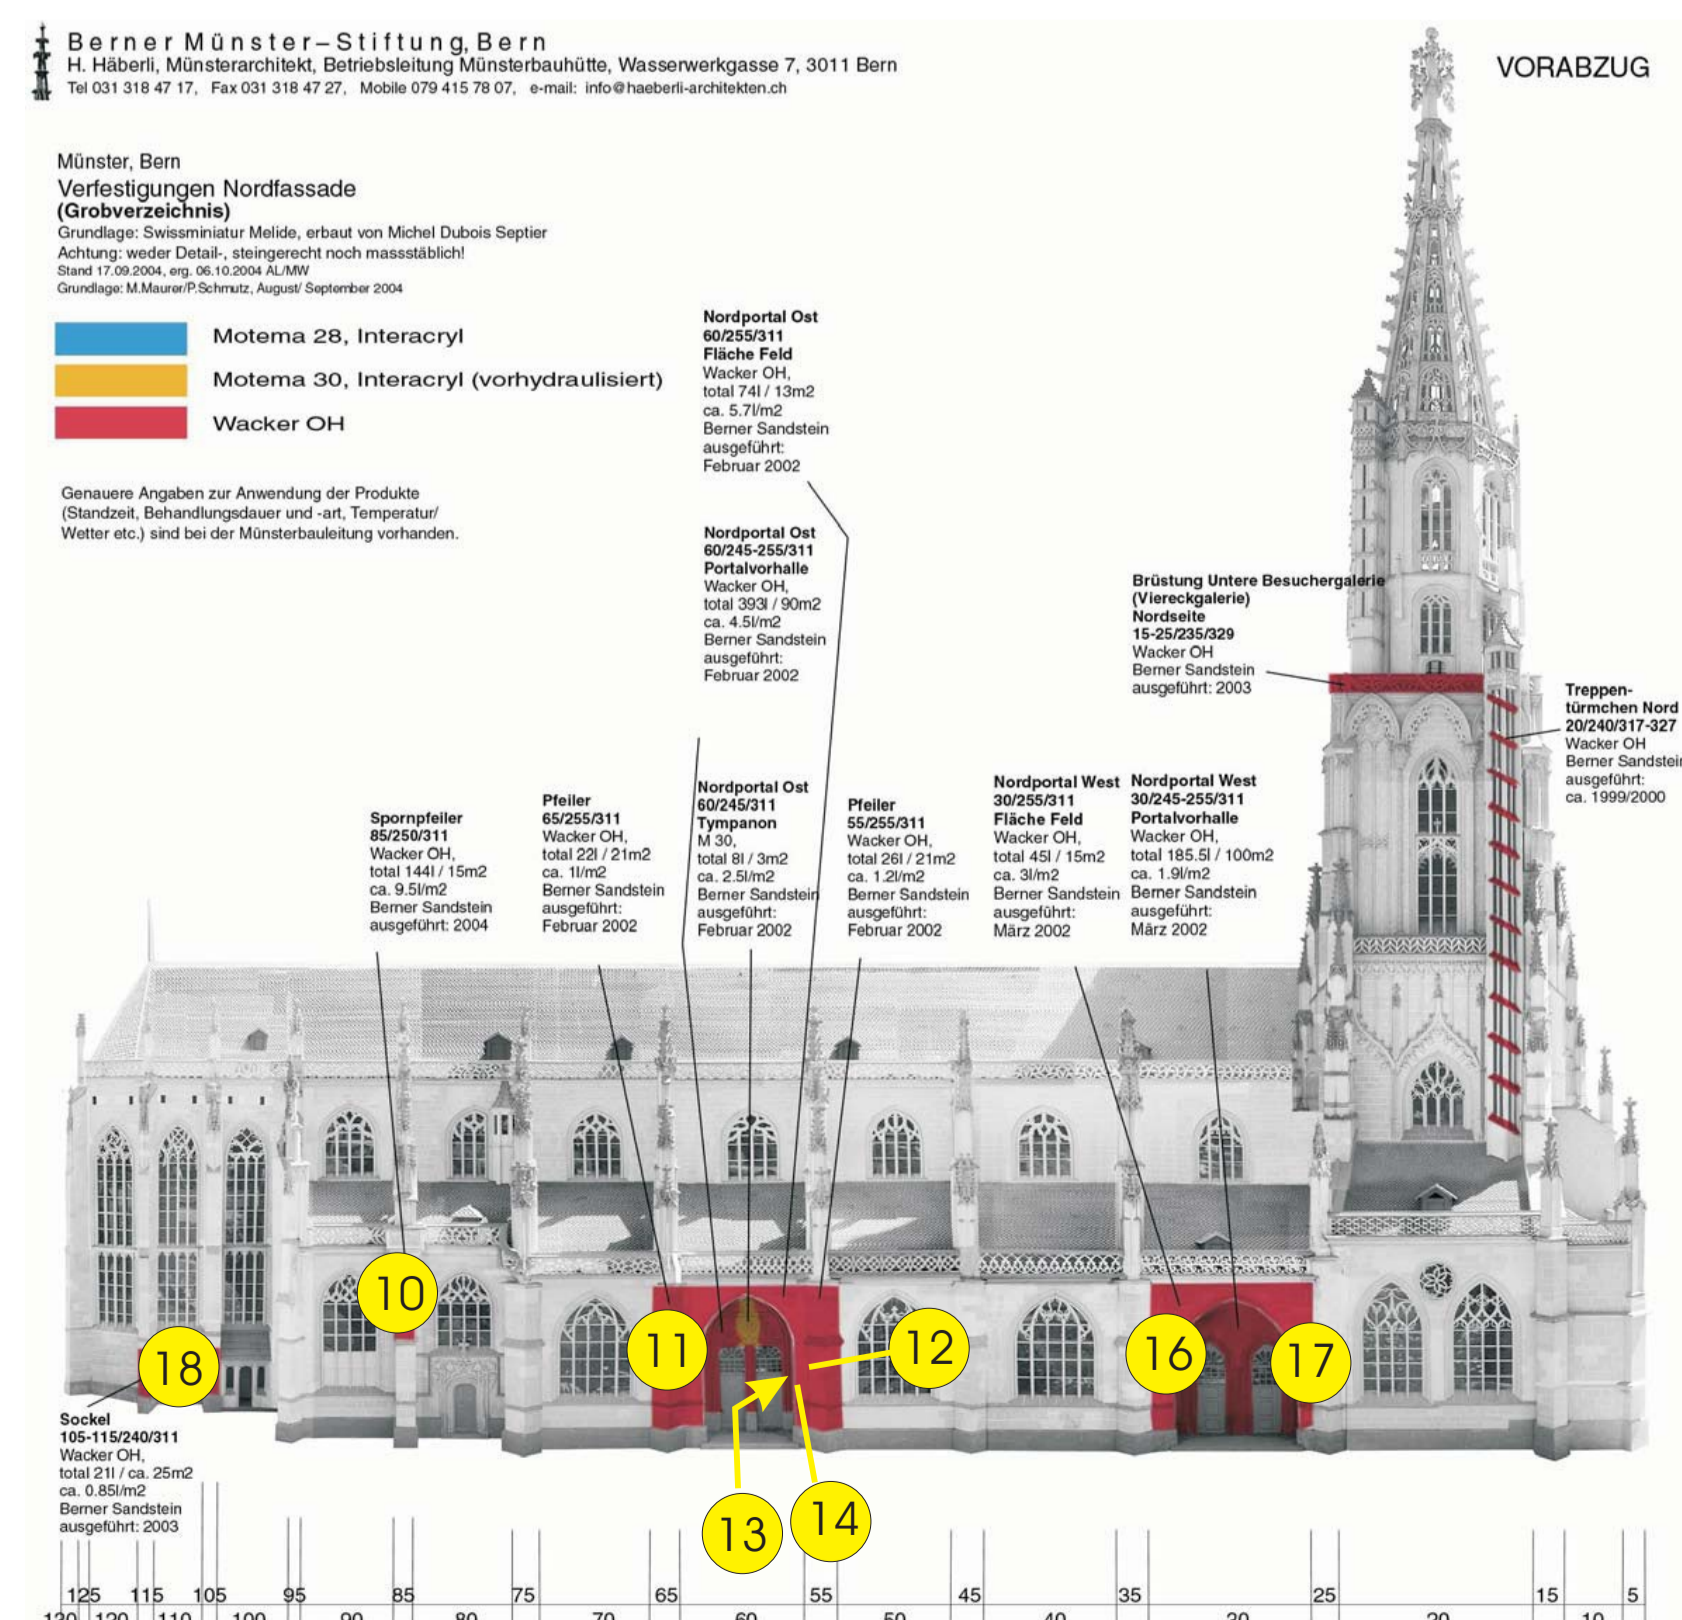 Berner Münster–Stiftung, Bern
H. Häberli, Münsterarchitekt, Betriebsleitung Münsterbauhütte, Wasserwerkgasse 7, 3011 Bern
Tel 031 318 47 17, Fax 031 318 47 27, Mobile 079 415 78 07, e-mail: info@haeberli-architekten.ch
VORABZUG
Münster, Bern
Verfestigungen Nordfassade
(Grobverzeichnis)
Grundlage: Swissminiatur Melide, erbaut von Michel Dubois Septier
Achtung: weder Detail-, steingerecht noch massstäblich!
Stand 17.09.2004, erg. 06.10.2004 AL/MW
Grundlage: M.Maurer/P.Schmutz, August/ September 2004
Motema 28, Interacryl
Motema 30, Interacryl (vorhydraulisiert)
Wacker OH
Genauere Angaben zur Anwendung der Produkte
(Standzeit, Behandlungsdauer und -art, Temperatur/
Wetter etc.) sind bei der Münsterbauleitung vorhanden.
Nordportal Ost
60/255/311
Fläche Feld
Wacker OH,
total 74l / 13m2
ca. 5.7l/m2
Berner Sandstein
ausgeführt:
Februar 2002
Nordportal Ost
60/245-255/311
Portalvorhalle
Wacker OH,
total 393l / 90m2
ca. 4.5l/m2
Berner Sandstein
ausgeführt:
Februar 2002
Brüstung Untere Besuchergalerie
(Viereckgalerie)
Nordseite
15-25/235/329
Wacker OH
Berner Sandstein
ausgeführt: 2003
Treppen-
türmchen Nord
20/240/317-327
Wacker OH
Berner Sandstein
ausgeführt:
ca. 1999/2000
Spornpfeiler
85/250/311
Wacker OH,
total 144l / 15m2
ca. 9.5l/m2
Berner Sandstein
ausgeführt: 2004
Pfeiler
65/255/311
Wacker OH,
total 22l / 21m2
ca. 1l/m2
Berner Sandstein
ausgeführt:
Februar 2002
Nordportal Ost
60/245/311
Tympanon
M 30,
total 8l / 3m2
ca. 2.5l/m2
Berner Sandstein
ausgeführt:
Februar 2002
Pfeiler
55/255/311
Wacker OH,
total 26l / 21m2
ca. 1.2l/m2
Berner Sandstein
ausgeführt:
Februar 2002
Nordportal West
30/255/311
Fläche Feld
Wacker OH,
total 45l / 15m2
ca. 3l/m2
Berner Sandstein
ausgeführt:
März 2002
Nordportal West
30/245-255/311
Portalvorhalle
Wacker OH,
total 185.5l / 100m2
ca. 1.9l/m2
Berner Sandstein
ausgeführt:
März 2002
10
11
12
13
14
16
17
18
Sockel
105-115/240/311
Wacker OH,
total 21l / ca. 25m2
ca. 0.85l/m2
Berner Sandstein
ausgeführt: 2003
125 115 105 95 85 75 65 55 45 35 25 15 5
130 120 110 100 90 80 70 60 50 40 30 20 10